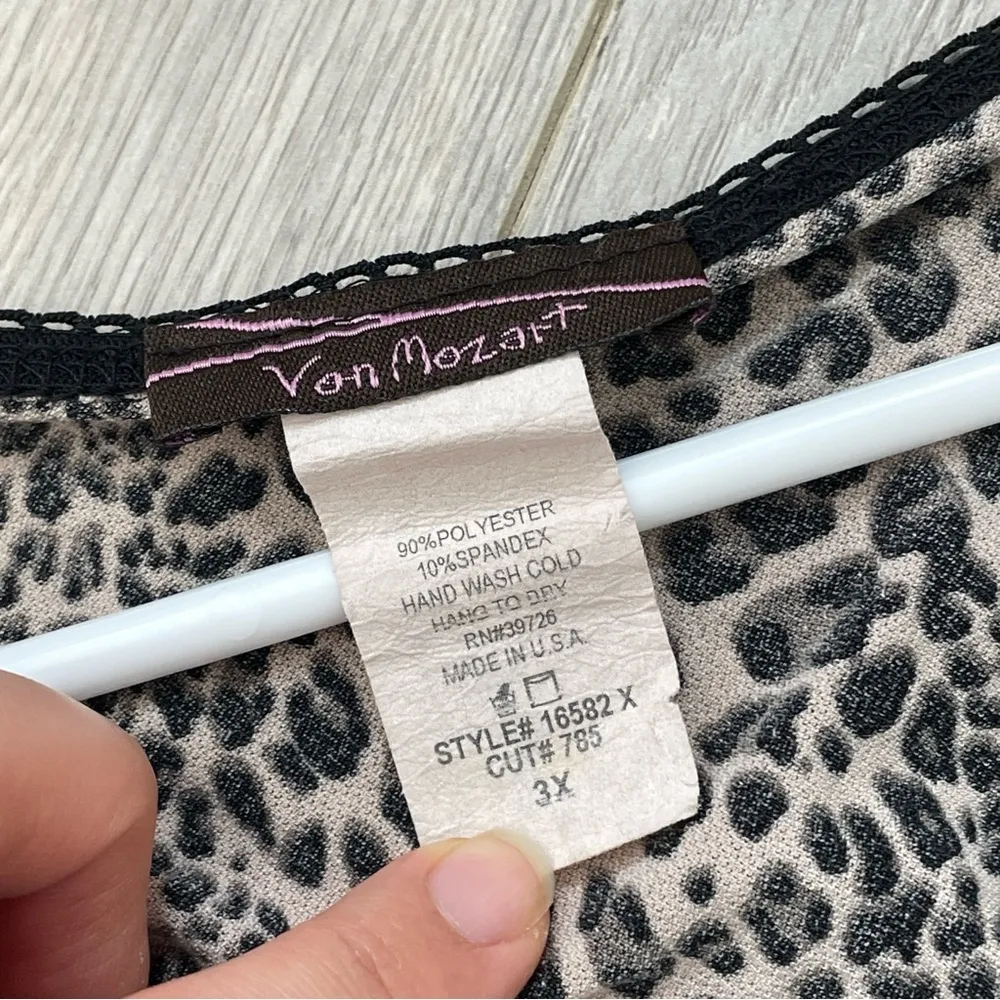 Van Mozart
90%POLYESTER
10%SPANDEX
HAND WASH COLD
HANG TO DRY
RN#39726
MADE IN U.S.A.
STYLE# 16582 X
CUT# 785
3X